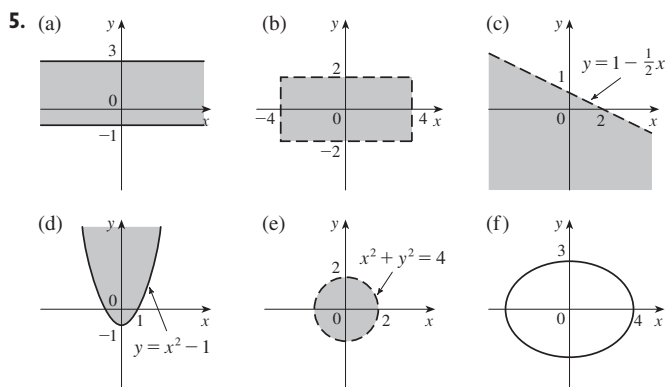 5. (a) (b) (c)
y
3
0
x
−1
y
2
−4
0
4 x
−2
y
1
y = 1 − ½x
0
2
x
(d) (e) (f)
y
0
1
x
−1
y = x² − 1
y
2
x² + y² = 4
0
2
x
y
3
0
4 x